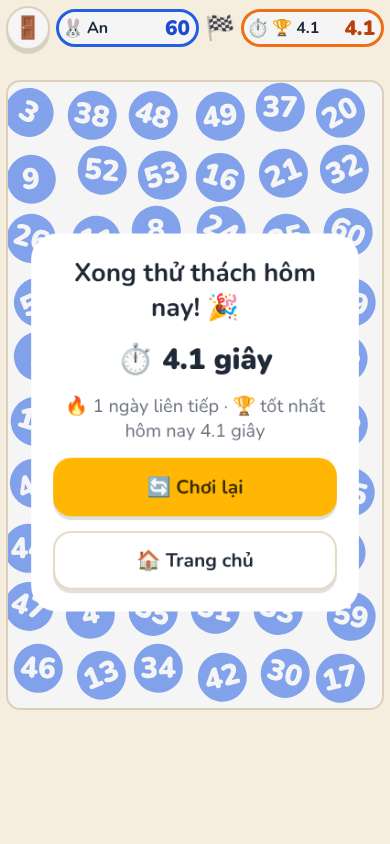 An 60 4.1 4.1
3 38 48 49 37 20
9 52 53 16 21 32
8 60
Xong thử thách hôm
nay!
4.1 giây
1 ngày liên tiếp · tốt nhất
hôm nay 4.1 giây
Chơi lại
Trang chủ
47 4 59
46 13 34 42 30 17